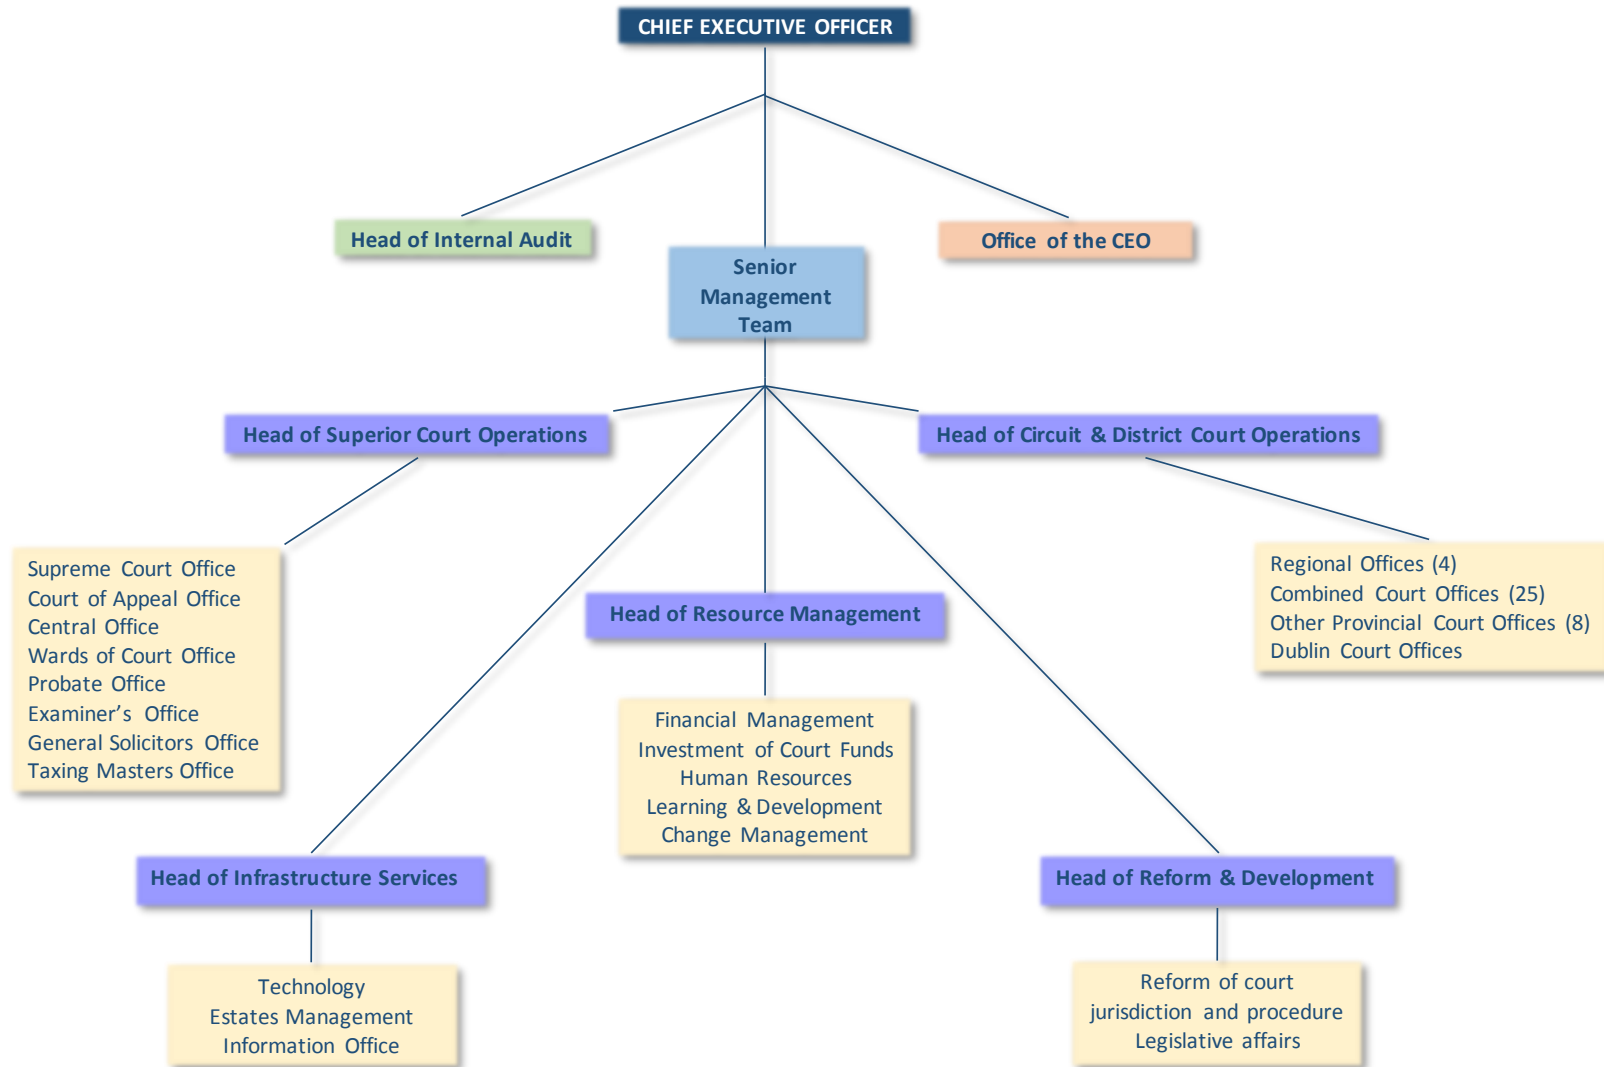 CHIEF EXECUTIVE OFFICER
Head of Internal Audit
Office of the CEO
Senior
Management
Team
Head of Superior Court Operations
Head of Circuit & District Court Operations
Supreme Court Office
Court of Appeal Office
Central Office
Wards of Court Office
Probate Office
Examiner’s Office
General Solicitors Office
Taxing Masters Office
Head of Resource Management
Financial Management
Investment of Court Funds
Human Resources
Learning & Development
Change Management
Regional Offices (4)
Combined Court Offices (25)
Other Provincial Court Offices (8)
Dublin Court Offices
Head of Infrastructure Services
Technology
Estates Management
Information Office
Head of Reform & Development
Reform of court
jurisdiction and procedure
Legislative affairs